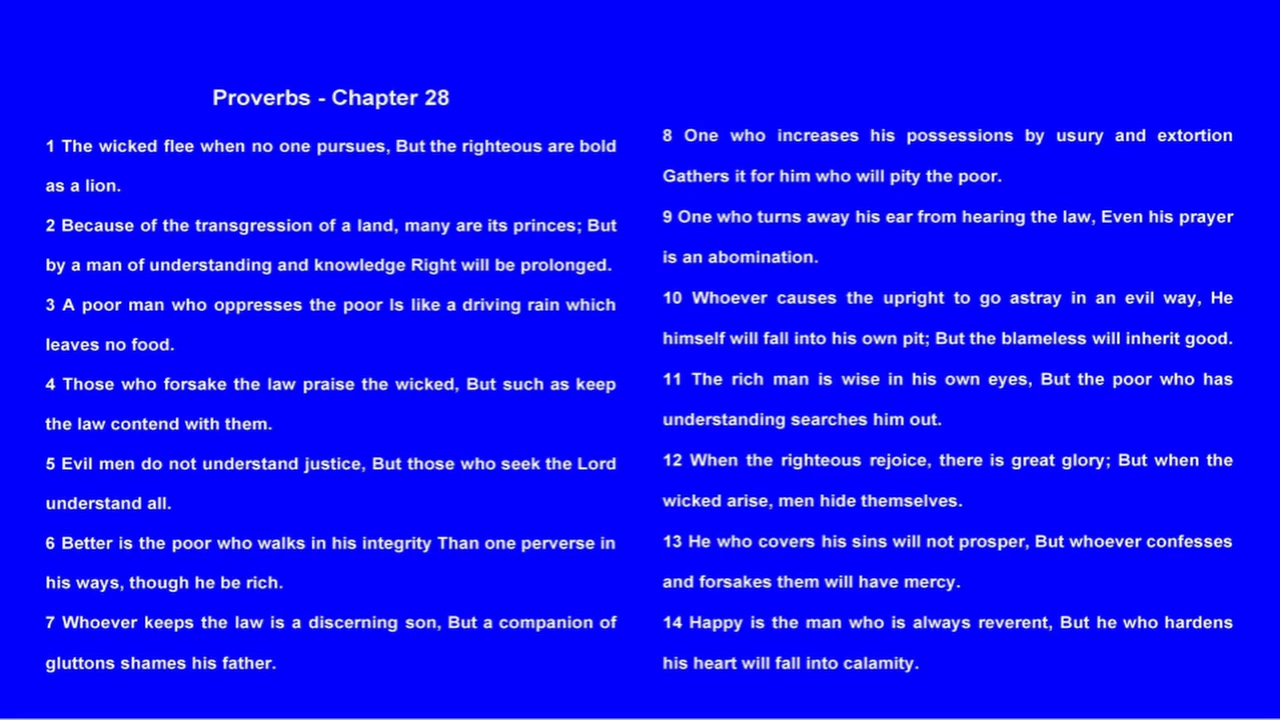 Proverbs - Chapter 28
1 The wicked flee when no one pursues, But the righteous are bold
as a lion.
2 Because of the transgression of a land, many are its princes; But
by a man of understanding and knowledge Right will be prolonged.
3 A poor man who oppresses the poor Is like a driving rain which
leaves no food.
4 Those who forsake the law praise the wicked, But such as keep
the law contend with them.
5 Evil men do not understand justice, But those who seek the Lord
understand all.
6 Better is the poor who walks in his integrity Than one perverse in
his ways, though he be rich.
7 Whoever keeps the law is a discerning son, But a companion of
gluttons shames his father.
8 One who increases his possessions by usury and extortion
Gathers it for him who will pity the poor.
9 One who turns away his ear from hearing the law, Even his prayer
is an abomination.
10 Whoever causes the upright to go astray in an evil way, He
himself will fall into his own pit; But the blameless will inherit good.
11 The rich man is wise in his own eyes, But the poor who has
understanding searches him out.
12 When the righteous rejoice, there is great glory; But when the
wicked arise, men hide themselves.
13 He who covers his sins will not prosper, But whoever confesses
and forsakes them will have mercy.
14 Happy is the man who is always reverent, But he who hardens
his heart will fall into calamity.